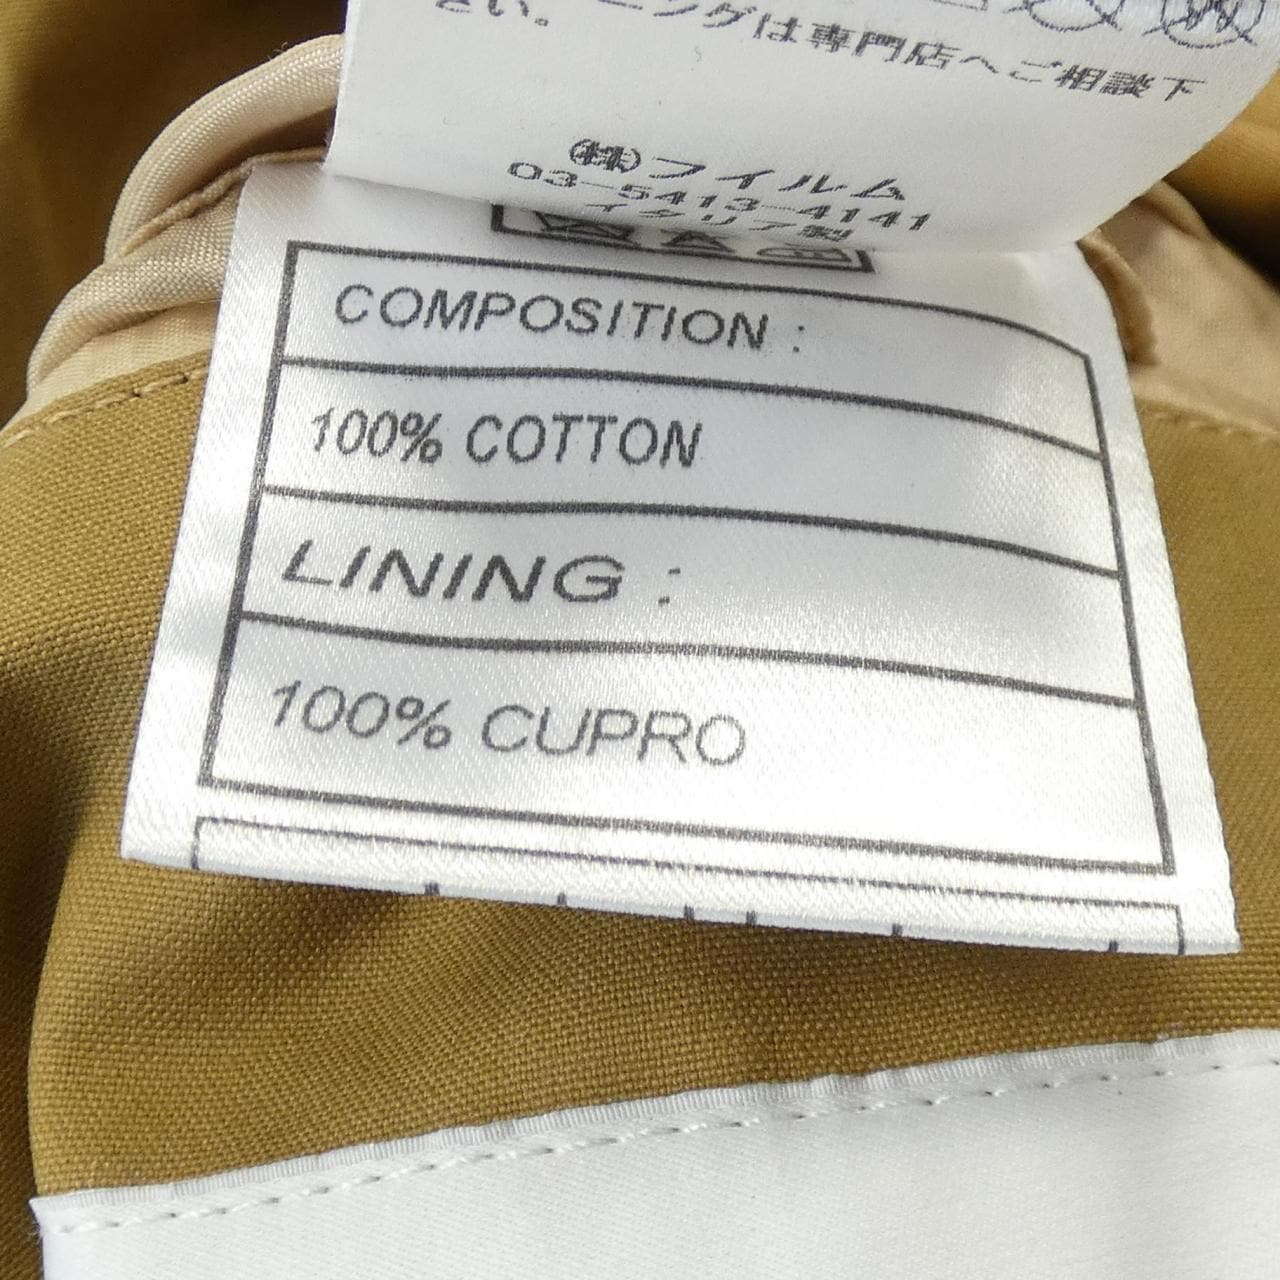 さい。
ニングは専門店へご相談下
㈱フィルム
03-5413-4141
イタリア製
COMPOSITION :
100% COTTON
LINING :
100% CUPRO